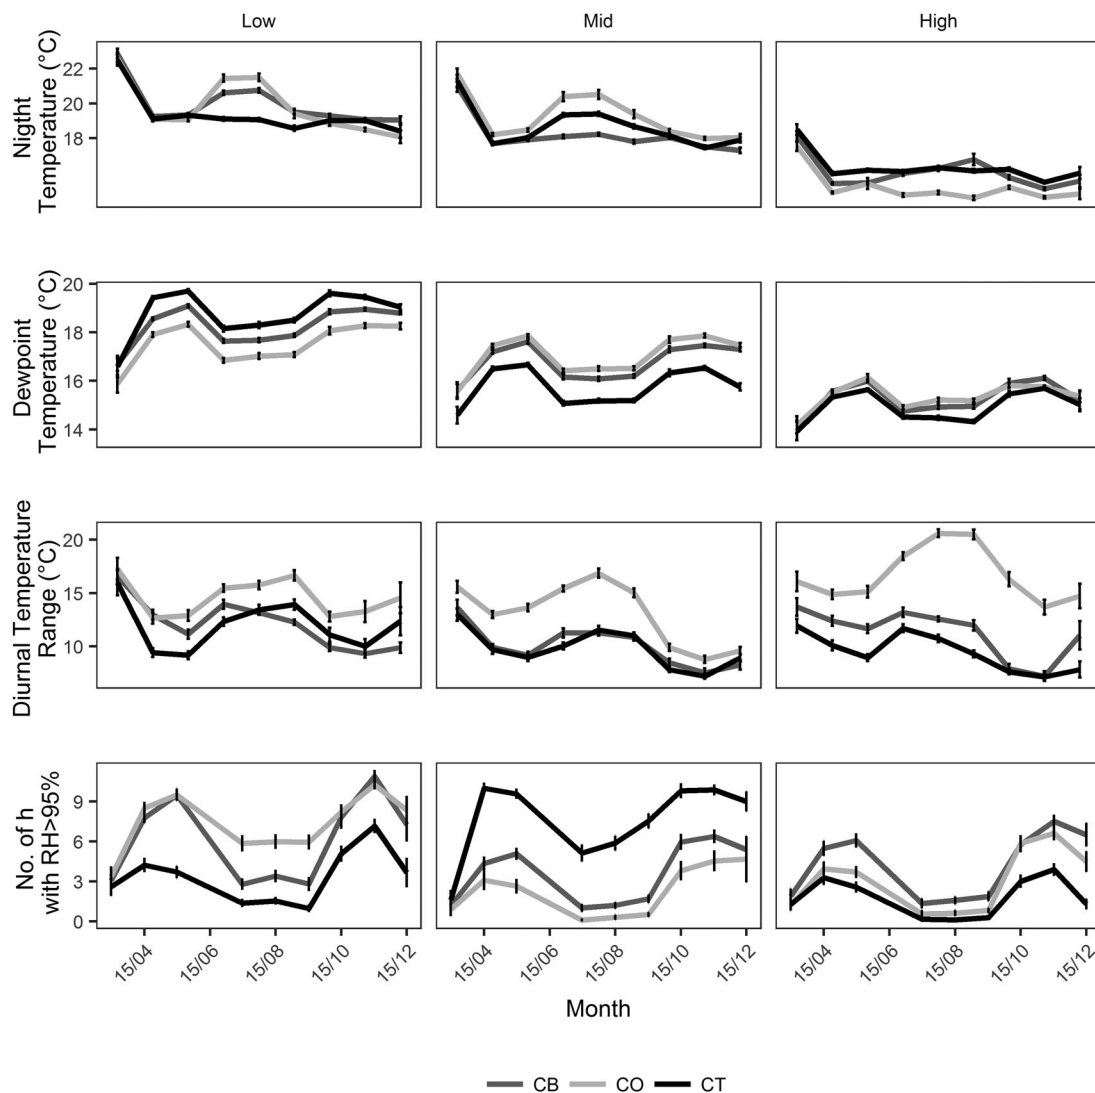 Low Mid High
Nigtht
Temperature (°C)
22
20
18
Dewpoint
Temperature (°C)
20
18
16
14
Diurnal Temperature
Range (°C)
20
15
10
No. of h
with RH>95%
9
6
3
0
15/04 15/06 15/08 15/10 15/12 15/04 15/06 15/08 15/10 15/12 15/04 15/06 15/08 15/10 15/12
Month
CB CO CT